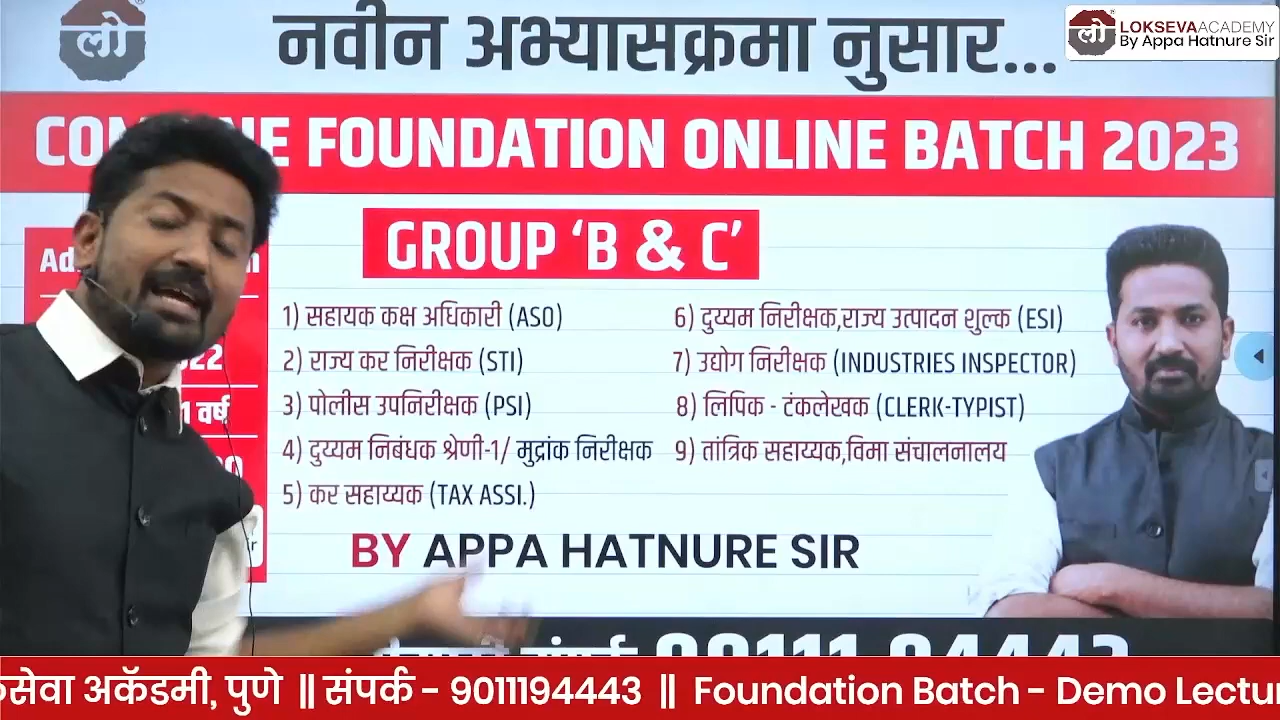 लो
नवीन अभ्यासक्रमा नुसार...
लो LOKSEVA ACADEMY
By Appa Hatnure Sir
FOUNDATION ONLINE BATCH 2023
GROUP ‘B & C’
1) सहायक कक्ष अधिकारी (ASO)
2) राज्य कर निरीक्षक (STI)
3) पोलीस उपनिरीक्षक (PSI)
4) दुय्यम निबंधक श्रेणी-1/ मुद्रांक निरीक्षक
5) कर सहाय्यक (TAX ASSI.)
6) दुय्यम निरीक्षक,राज्य उत्पादन शुल्क (ESI)
7) उद्योग निरीक्षक (INDUSTRIES INSPECTOR)
8) लिपिक - टंकलेखक (CLERK-TYPIST)
9) तांत्रिक सहाय्यक,विमा संचालनालय
वर्ष
BY APPA HATNURE SIR
अकॅडमी, पुणे || संपर्क - 9011194443 || Foundation Batch - Demo